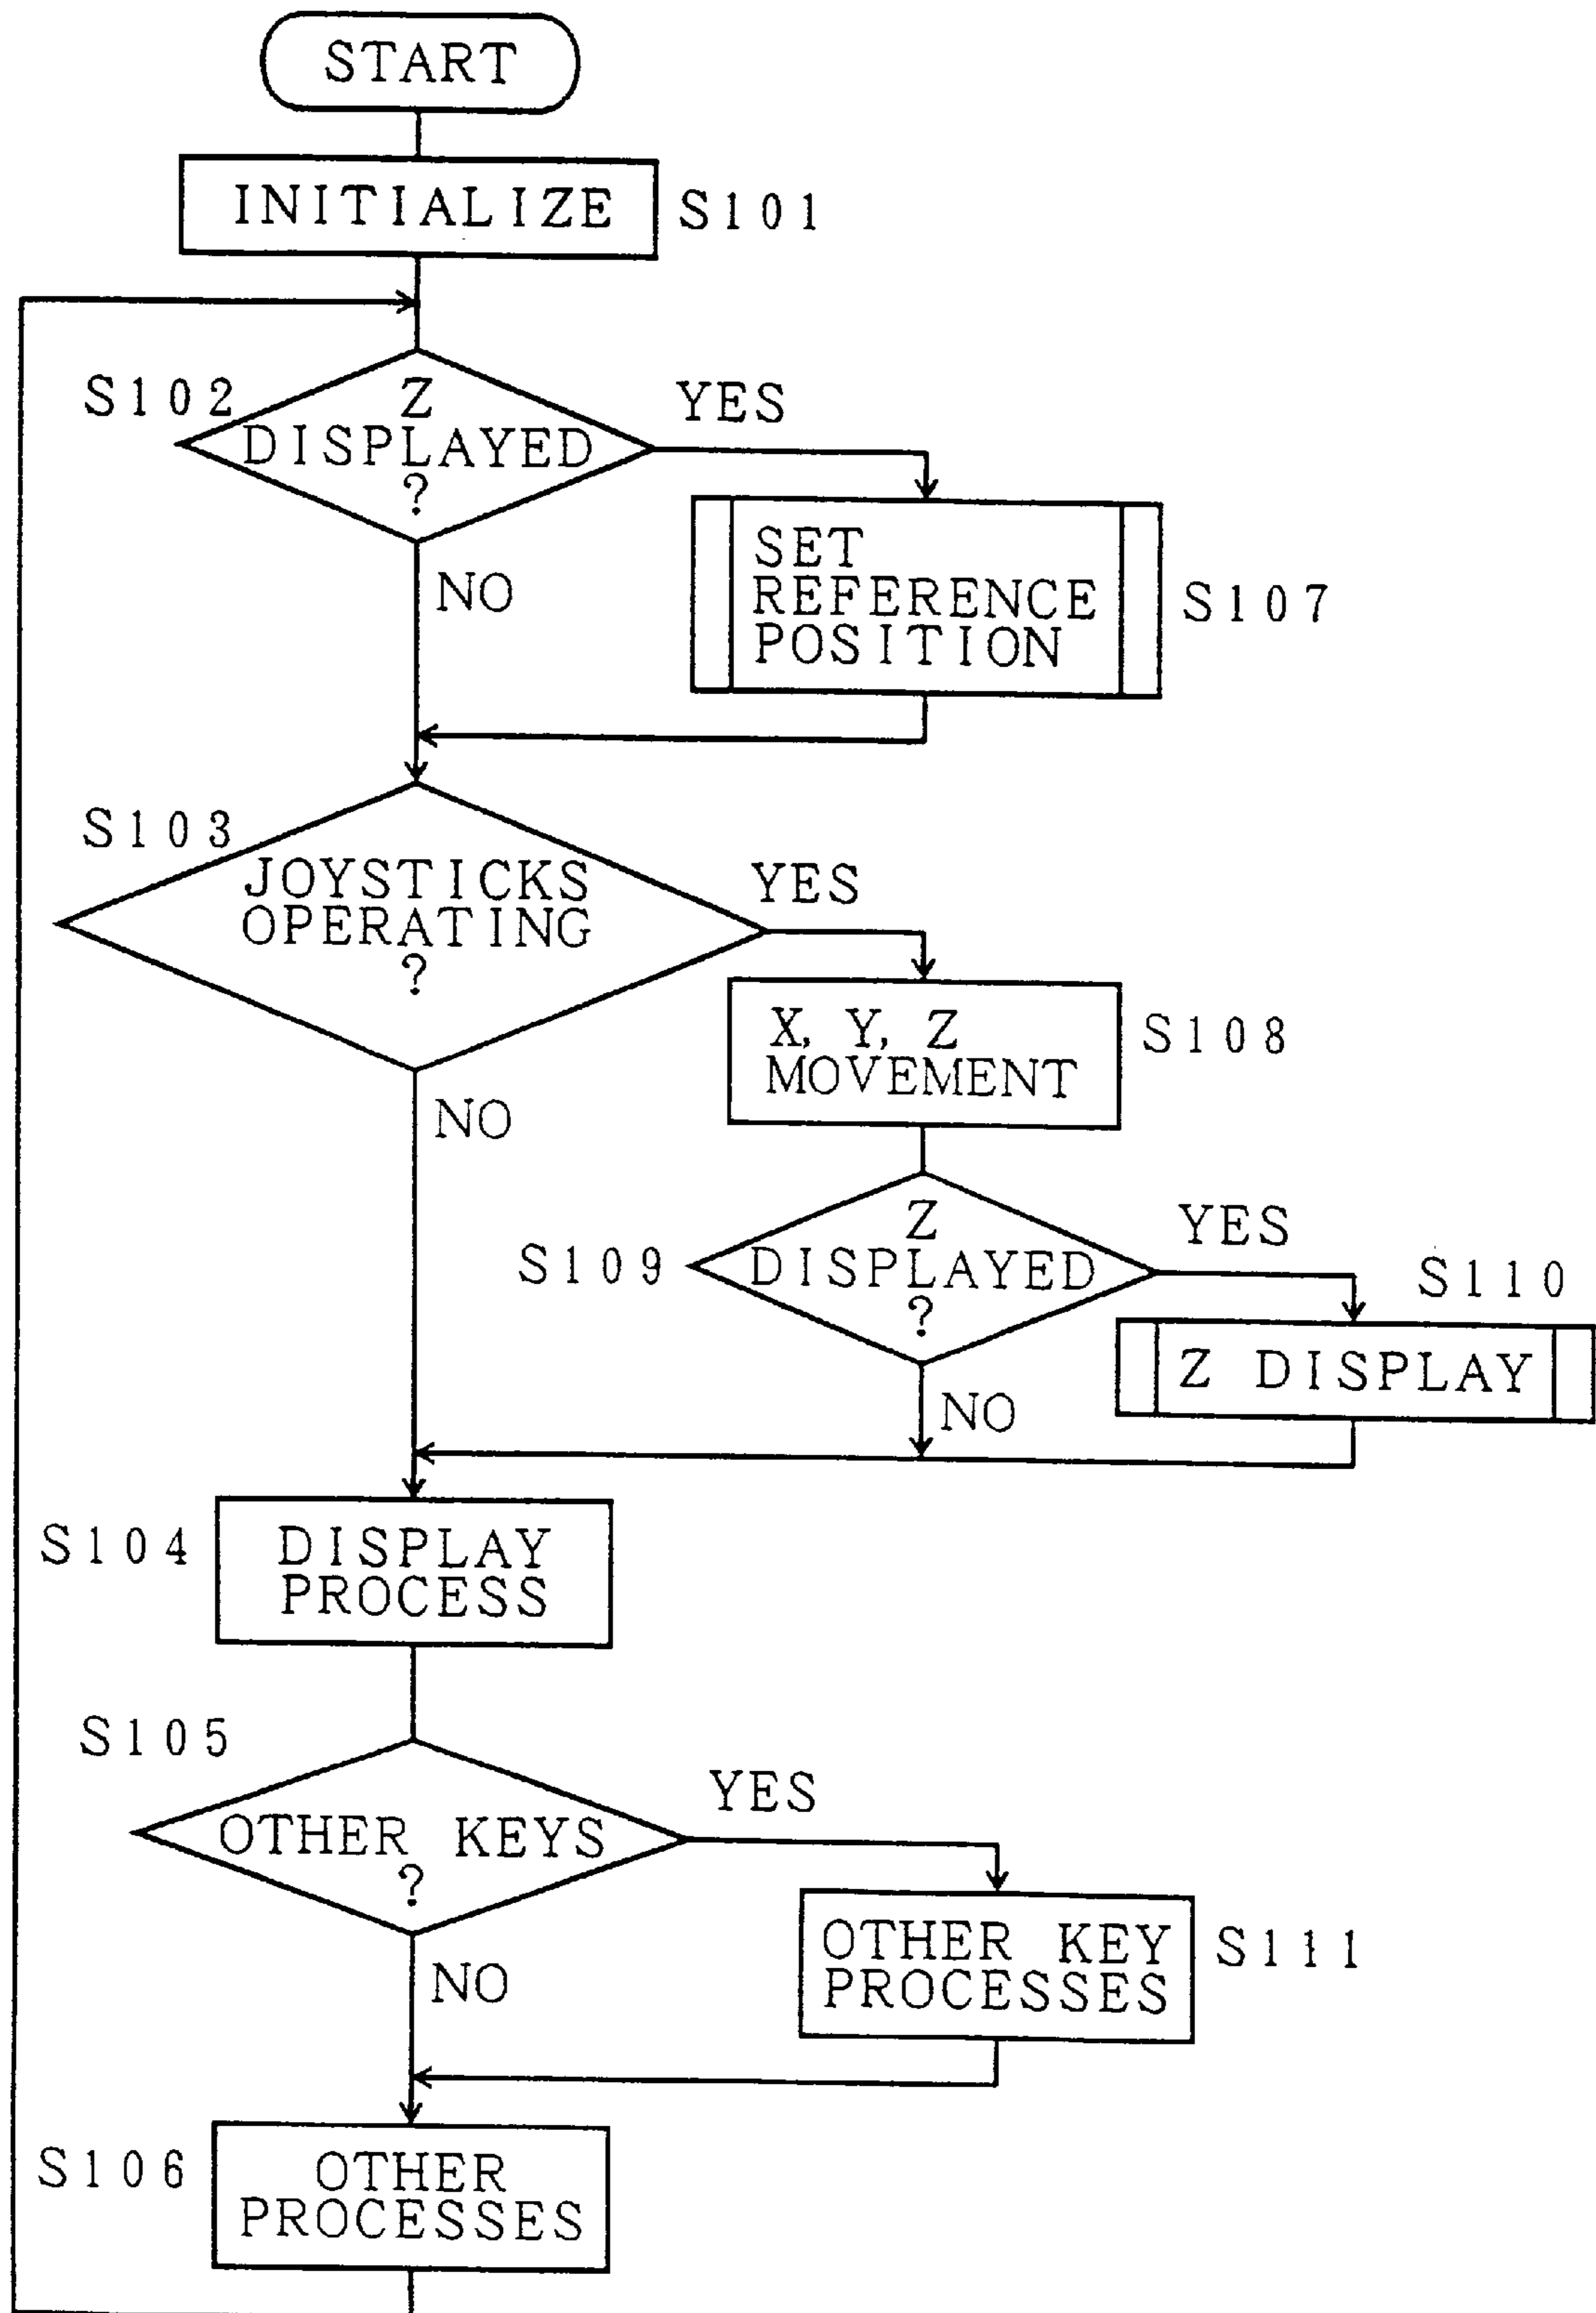 START
INITIALIZE S101
S102
Z
DISPLAYED
?
YES
NO
SET
REFERENCE
POSITION
S107
S103
JOYSTICKS
OPERATING
?
YES
NO
X, Y, Z
MOVEMENT
S108
S109
Z
DISPLAYED
?
YES
NO
S110
Z DISPLAY
S104
DISPLAY
PROCESS
S105
OTHER KEYS
?
YES
NO
OTHER KEY
PROCESSES
S111
S106
OTHER
PROCESSES